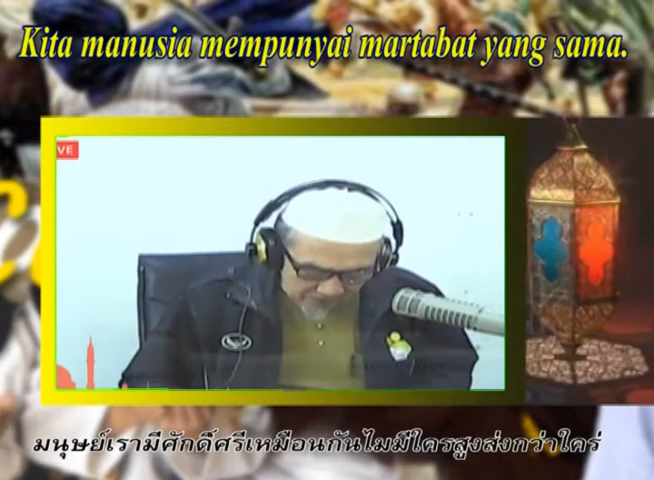 Kita manusia mempunyai martabat yang sama.
VE
มนุษย์เรามีศักดิ์ศรีเหมือนกันไมมีใครสูงส่งกว่าใคร่